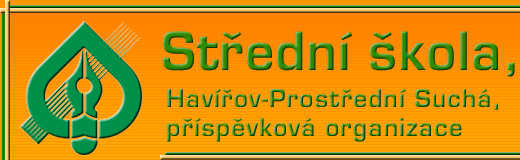 Střední škola,
Havířov-Prostřední Suchá,
příspěvková organizace